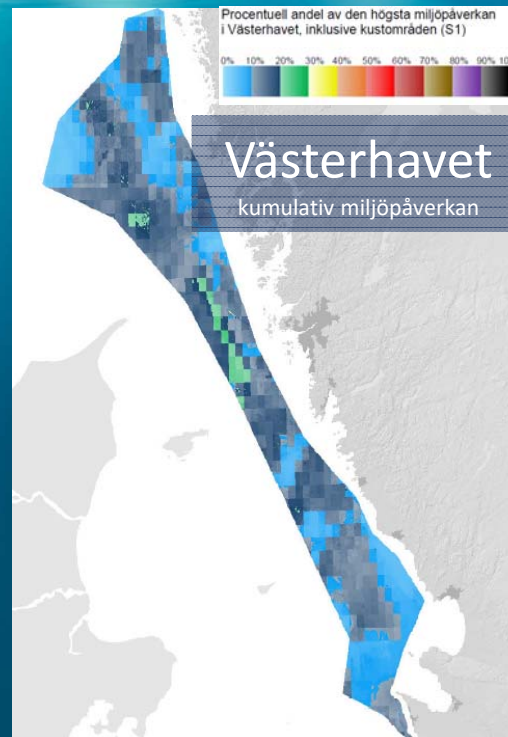 Procentuell andel av den högsta miljöpåverkan
i Västerhavet, inklusive kustområden (S1)
0% 10% 20% 30% 40% 50% 60% 70% 80% 90%
Västerhavet
kumulativ miljöpåverkan